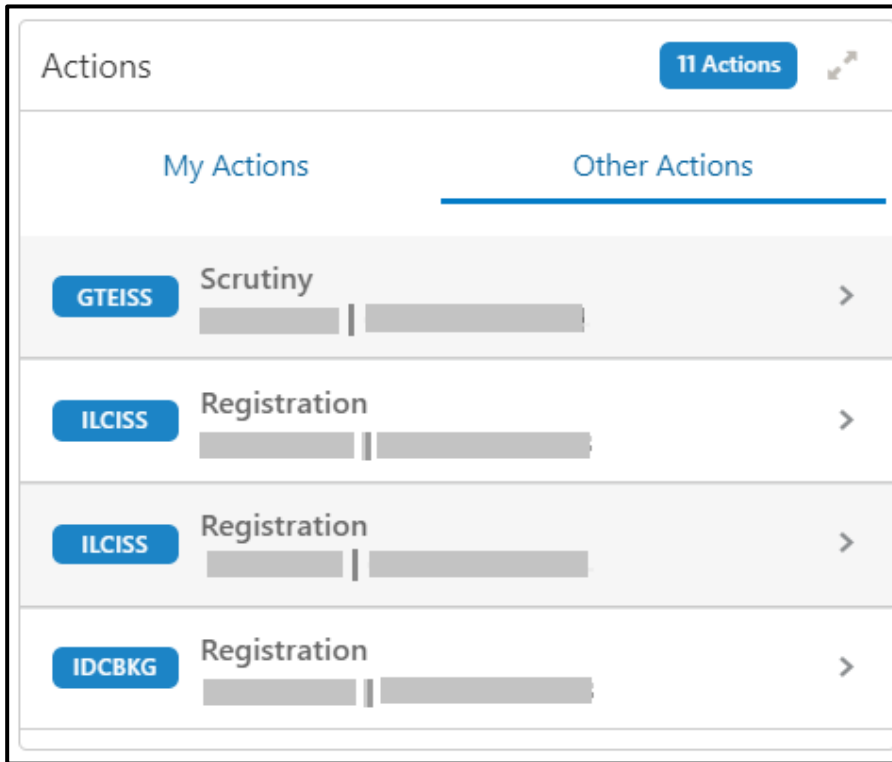 Actions
11 Actions
My Actions
Other Actions
GTEISS
Scrutiny
ILCISS
Registration
ILCISS
Registration
IDCBKG
Registration